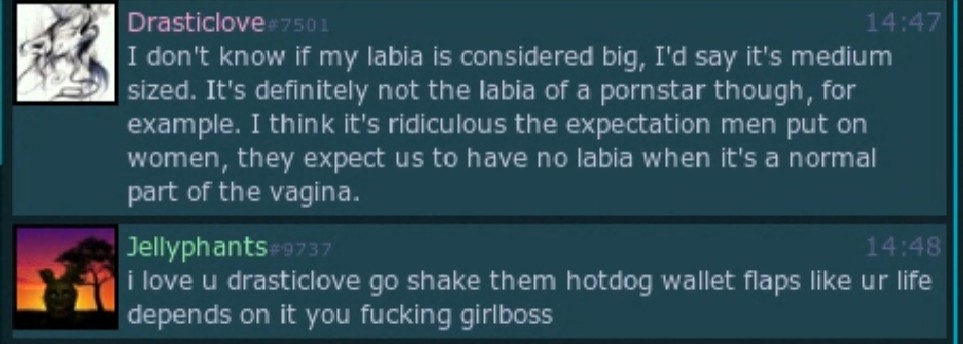 Drasticlove#7501 14:47
I don't know if my labia is considered big, I'd say it's medium
sized. It's definitely not the labia of a pornstar though, for
example. I think it's ridiculous the expectation men put on
women, they expect us to have no labia when it's a normal
part of the vagina.
Jellyphants#9737 14:48
i love u drasticlove go shake them hotdog wallet flaps like ur life
depends on it you fucking girlboss